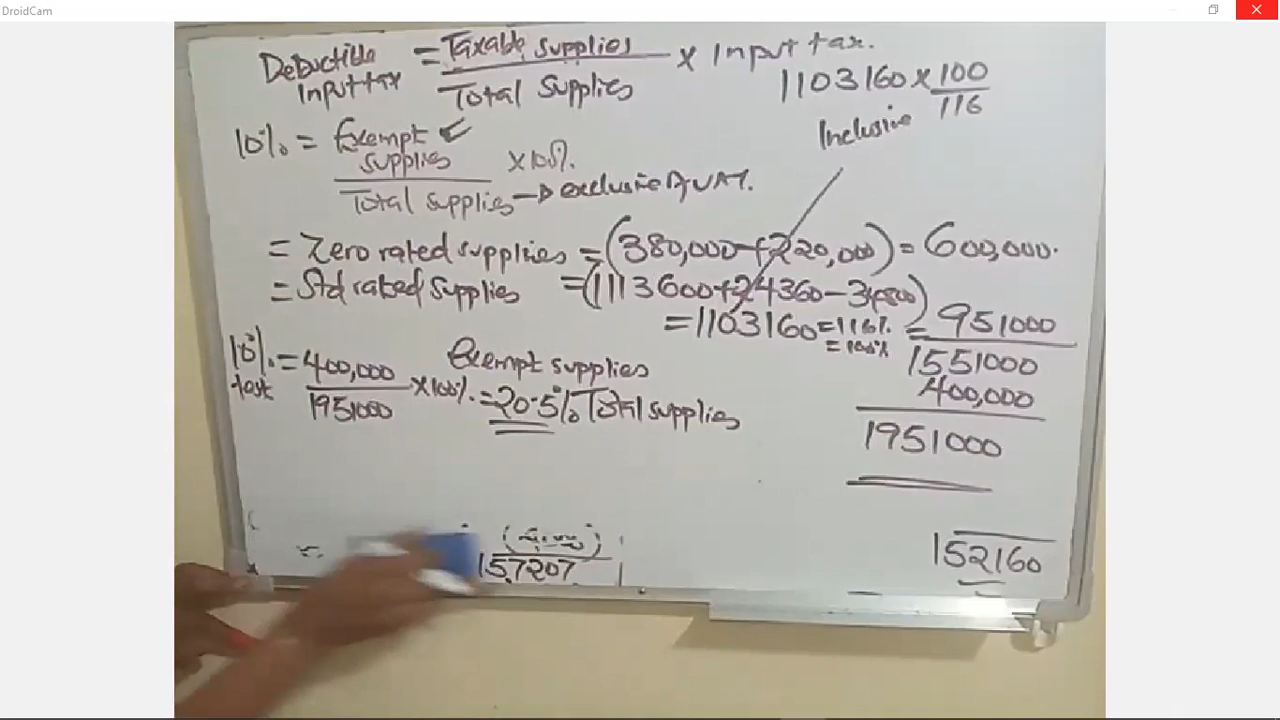 DroidCam
Deductible Input tax = Taxable Supplies / Total Supplies × Input tax.
1103160 × 100 / 116
Inclusive
10% = Exempt supplies / Total supplies × 100%
→ exclusive of VAT.
= Zero rated supplies = (380,000 + 220,000) = 600,000.
= Std rated supplies = (1113600 + 24360 - 34800)
= 1103160 = 116% = 951000
= 100%
1551000
400,000
1951000
10% test = 400,000 / 1951000 × 100% = 20.5%
Exempt supplies
Total supplies
157207
152160